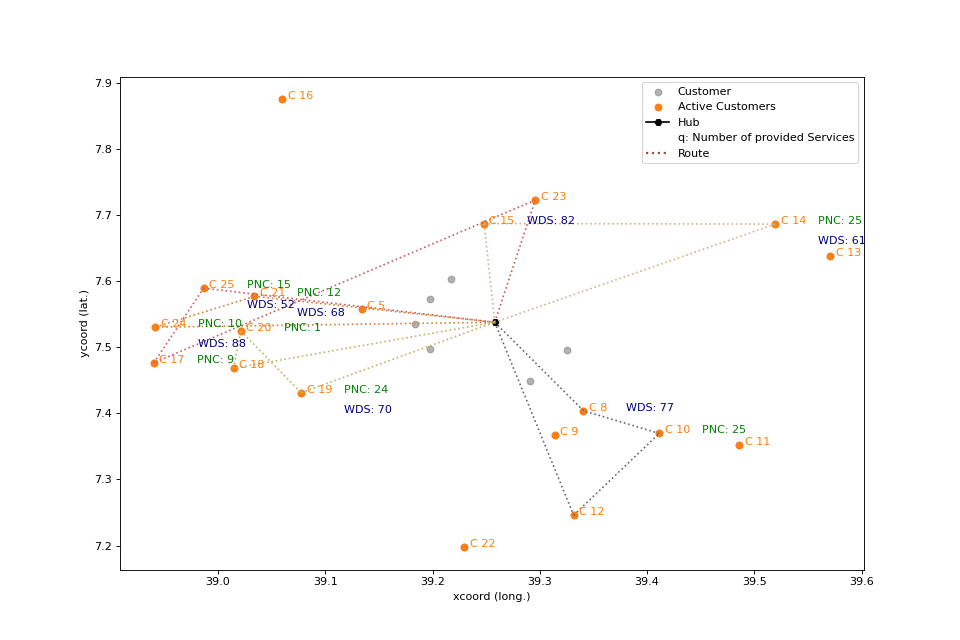 7.9
7.8
7.7
7.6
7.5
7.4
7.3
7.2
ycoord (lat.)
39.0 39.1 39.2 39.3 39.4 39.5 39.6
xcoord (long.)
Customer
Active Customers
Hub
q: Number of provided Services
Route
C 16
C 23
C 15 WDS: 82
C 14 PNC: 25
WDS: 61
C 13
C 25 PNC: 15
C 21 PNC: 12
WDS: 52
C 5
WDS: 68
C 24 PNC: 10
C 20 PNC: 1
WDS: 88
C 17 PNC: 9
C 18
C 19 PNC: 24
WDS: 70
C 8 WDS: 77
C 9
C 10 PNC: 25
C 11
C 12
C 22